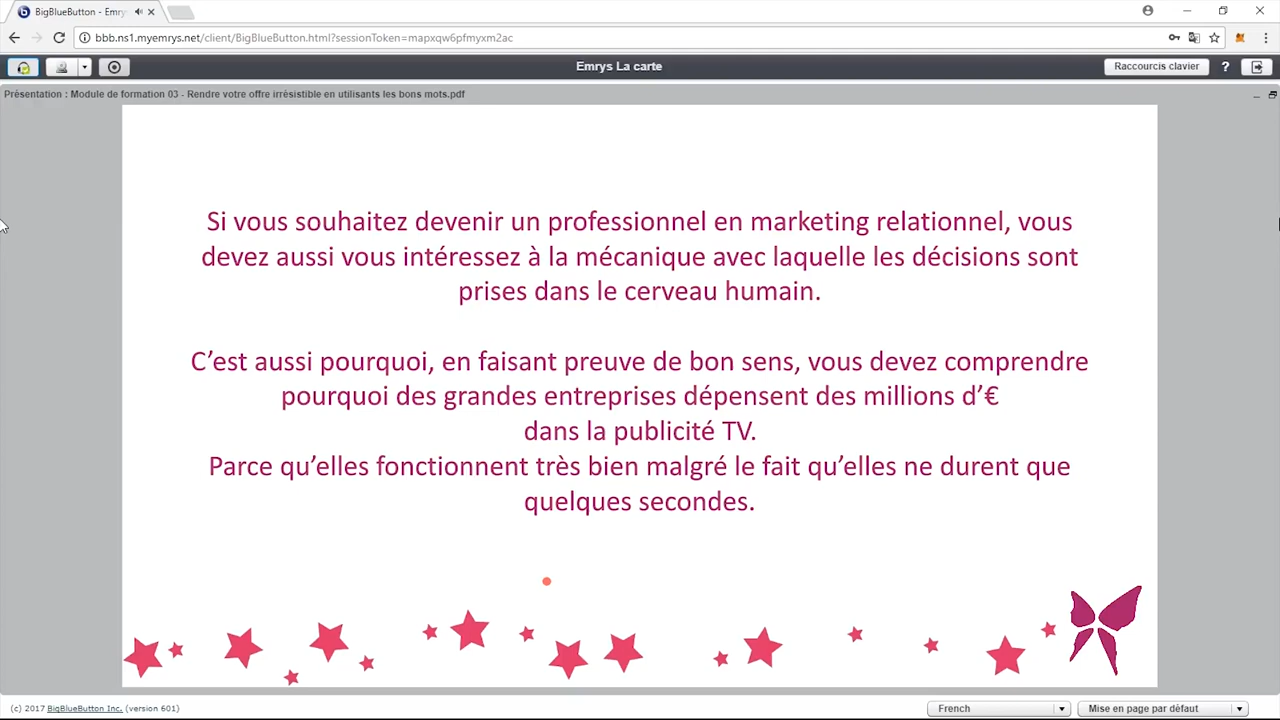 BigBlueButton - Emry
bbb.ns1.myemrys.net/client/BigBlueButton.html?sessionToken=mapxqw6pfmyxm2ac
Emrys La carte
Raccourcis clavier
?
Présentation : Module de formation 03 - Rendre votre offre irrésistible en utilisants les bons mots.pdf
Si vous souhaitez devenir un professionnel en marketing relationnel, vous
devez aussi vous intéressez à la mécanique avec laquelle les décisions sont
prises dans le cerveau humain.
C’est aussi pourquoi, en faisant preuve de bon sens, vous devez comprendre
pourquoi des grandes entreprises dépensent des millions d’€
dans la publicité TV.
Parce qu’elles fonctionnent très bien malgré le fait qu’elles ne durent que
quelques secondes.
(c) 2017 BigBlueButton Inc. (version 601)
French
Mise en page par défaut